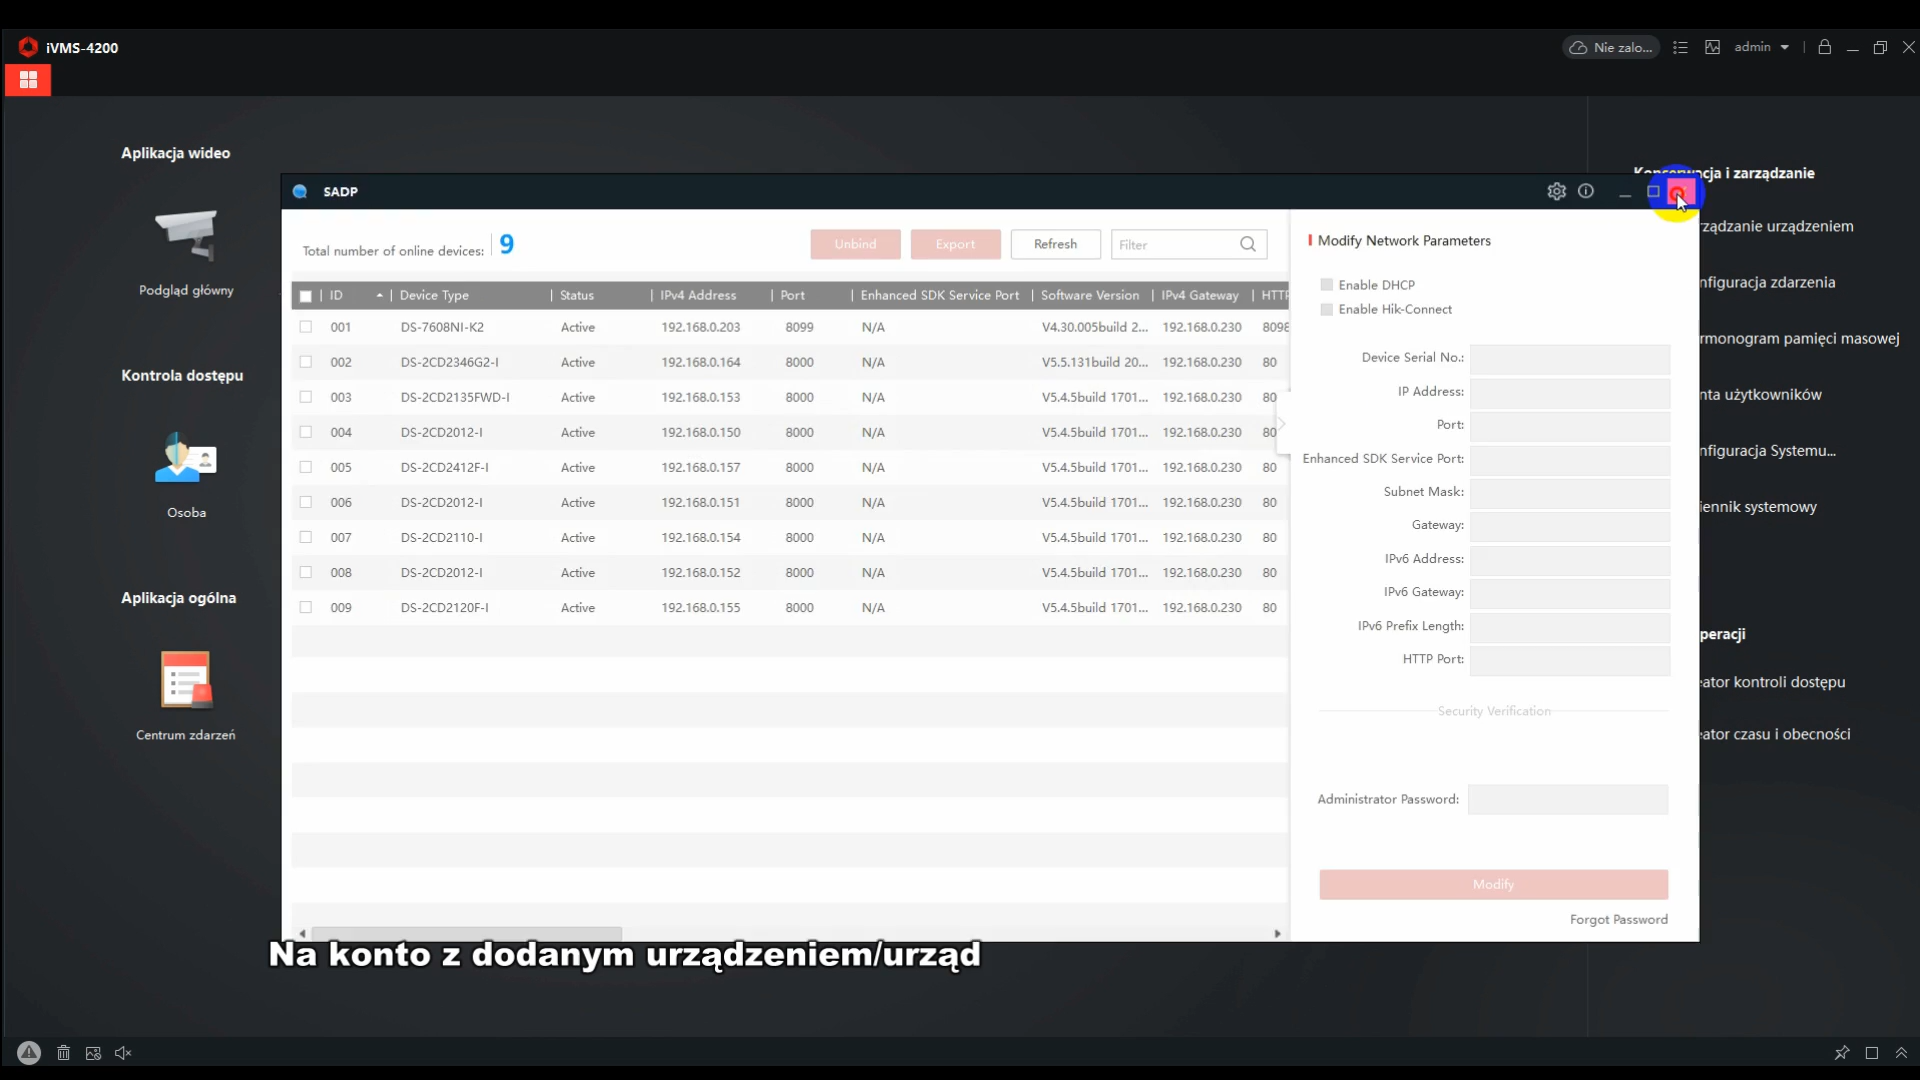 iVMS-4200
Nie zalo...
admin
Aplikacja wideo
Podgląd główny
Kontrola dostępu
Osoba
Aplikacja ogólna
Centrum zdarzeń
SADP
Total number of online devices: 9
Unbind
Export
Refresh
Filter
ID Device Type Status IPv4 Address Port Enhanced SDK Service Port Software Version IPv4 Gateway HTTP
001 DS-7608NI-K2 Active 192.168.0.203 8099 N/A V4.30.005build 2... 192.168.0.230 8098
002 DS-2CD2346G2-I Active 192.168.0.164 8000 N/A V5.5.131build 20... 192.168.0.230 80
003 DS-2CD2135FWD-I Active 192.168.0.153 8000 N/A V5.4.5build 1701... 192.168.0.230 80
004 DS-2CD2012-I Active 192.168.0.150 8000 N/A V5.4.5build 1701... 192.168.0.230 80
005 DS-2CD2412F-I Active 192.168.0.157 8000 N/A V5.4.5build 1701... 192.168.0.230 80
006 DS-2CD2012-I Active 192.168.0.151 8000 N/A V5.4.5build 1701... 192.168.0.230 80
007 DS-2CD2110-I Active 192.168.0.154 8000 N/A V5.4.5build 1701... 192.168.0.230 80
008 DS-2CD2012-I Active 192.168.0.152 8000 N/A V5.4.5build 1701... 192.168.0.230 80
009 DS-2CD2120F-I Active 192.168.0.155 8000 N/A V5.4.5build 1701... 192.168.0.230 80
Modify Network Parameters
Enable DHCP
Enable Hik-Connect
Device Serial No.:
IP Address:
Port:
Enhanced SDK Service Port:
Subnet Mask:
Gateway:
IPv6 Address:
IPv6 Gateway:
IPv6 Prefix Length:
HTTP Port:
Security Verification
Administrator Password:
Modify
Forgot Password
i zarządzanie
rządzanie urządzeniem
nfiguracja zdarzenia
rmonogram pamięci masowej
nta użytkowników
nfiguracja Systemu...
iennik systemowy
peracji
ator kontroli dostępu
ator czasu i obecności
Na konto z dodanym urządzeniem/urząd